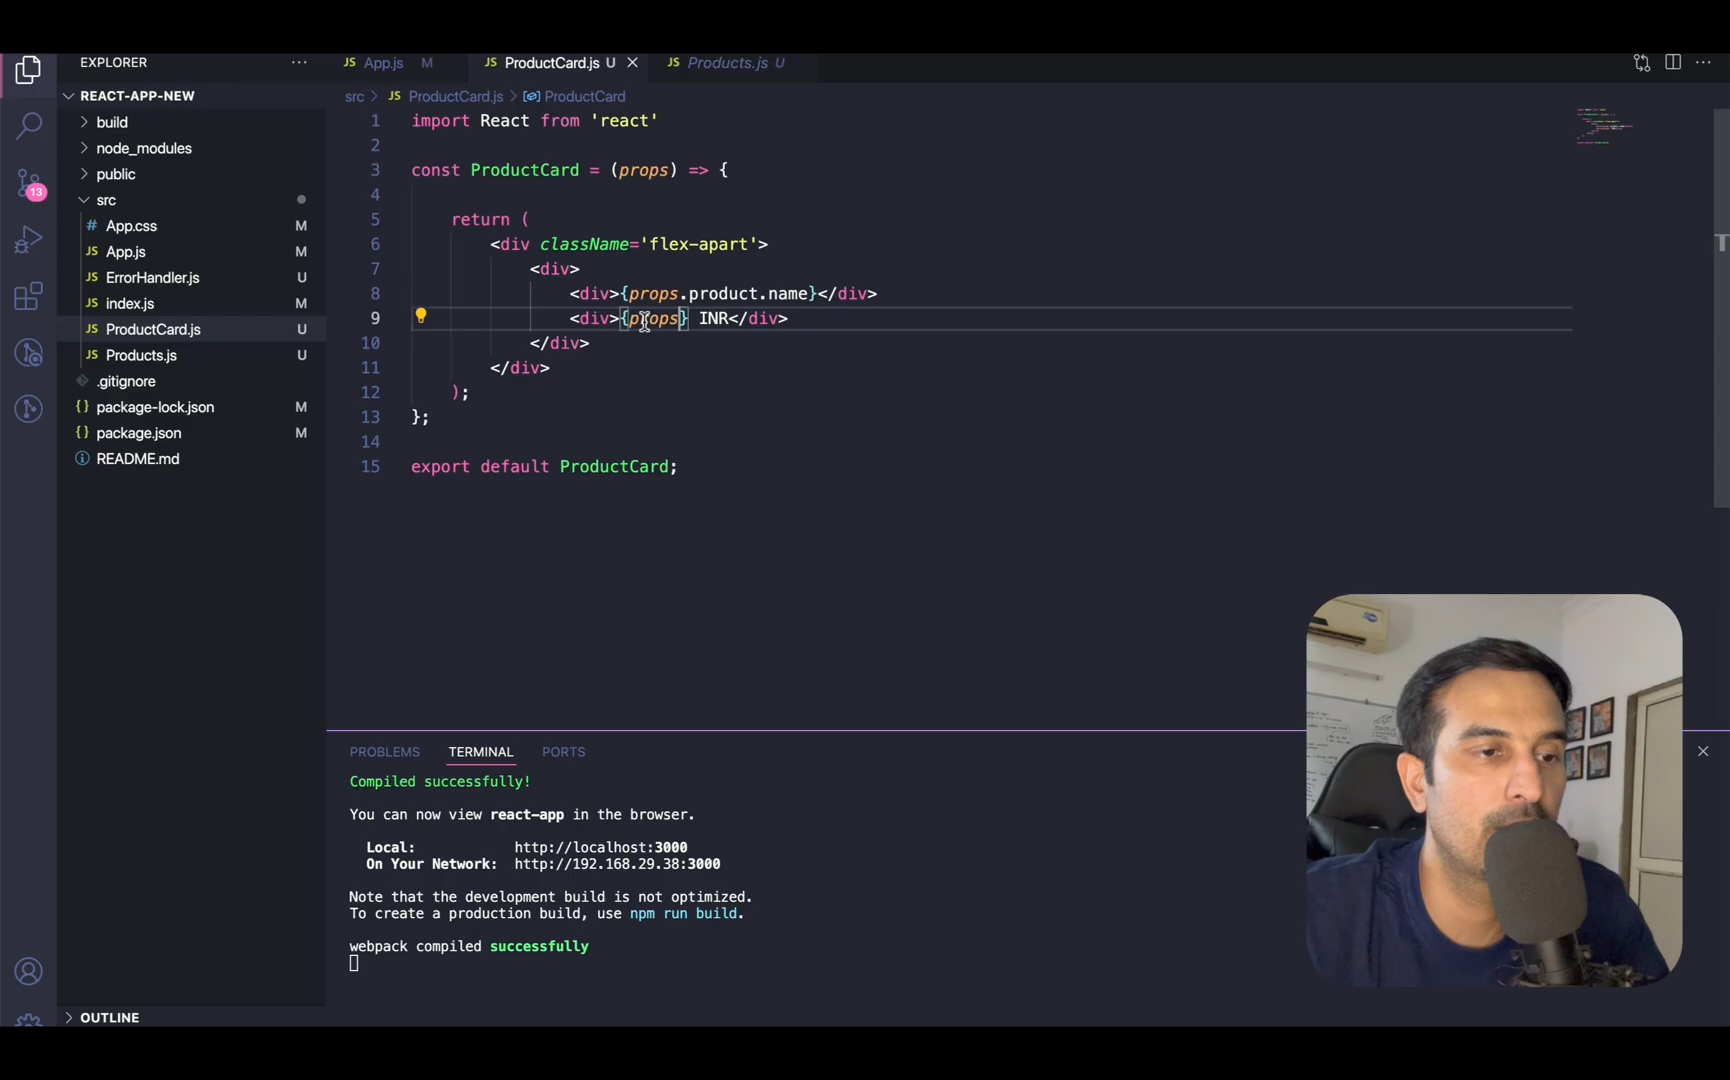 EXPLORER
REACT-APP-NEW
build
node_modules
public
src
# App.css M
JS App.js M
JS ErrorHandler.js U
JS index.js M
JS ProductCard.js U
JS Products.js U
.gitignore
{} package-lock.json M
{} package.json M
README.md
OUTLINE
13
JS App.js M
JS ProductCard.js U
JS Products.js U
src > JS ProductCard.js > ProductCard
1 import React from 'react'
2
3 const ProductCard = (props) => {
4
5 return (
6 <div className='flex-apart'>
7 <div>
8 <div>{props.product.name}</div>
9 <div>{props} INR</div>
10 </div>
11 </div>
12 );
13 };
14
15 export default ProductCard;
PROBLEMS TERMINAL PORTS
Compiled successfully!
You can now view react-app in the browser.
Local: http://localhost:3000
On Your Network: http://192.168.29.38:3000
Note that the development build is not optimized.
To create a production build, use npm run build.
webpack compiled successfully